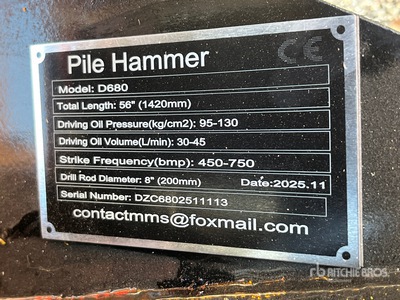 Pile Hammer
CE
Model: D680
Total Length: 56" (1420mm)
Driving Oil Pressure(kg/cm2): 95-130
Driving Oil Volume(L/min): 30-45
Strike Frequency(bmp): 450-750
Drill Rod Diameter: 8" (200mm) Date:2025.11
Serial Number: DZC6802511113
contactmms@foxmail.com
rb RITCHIE BROS